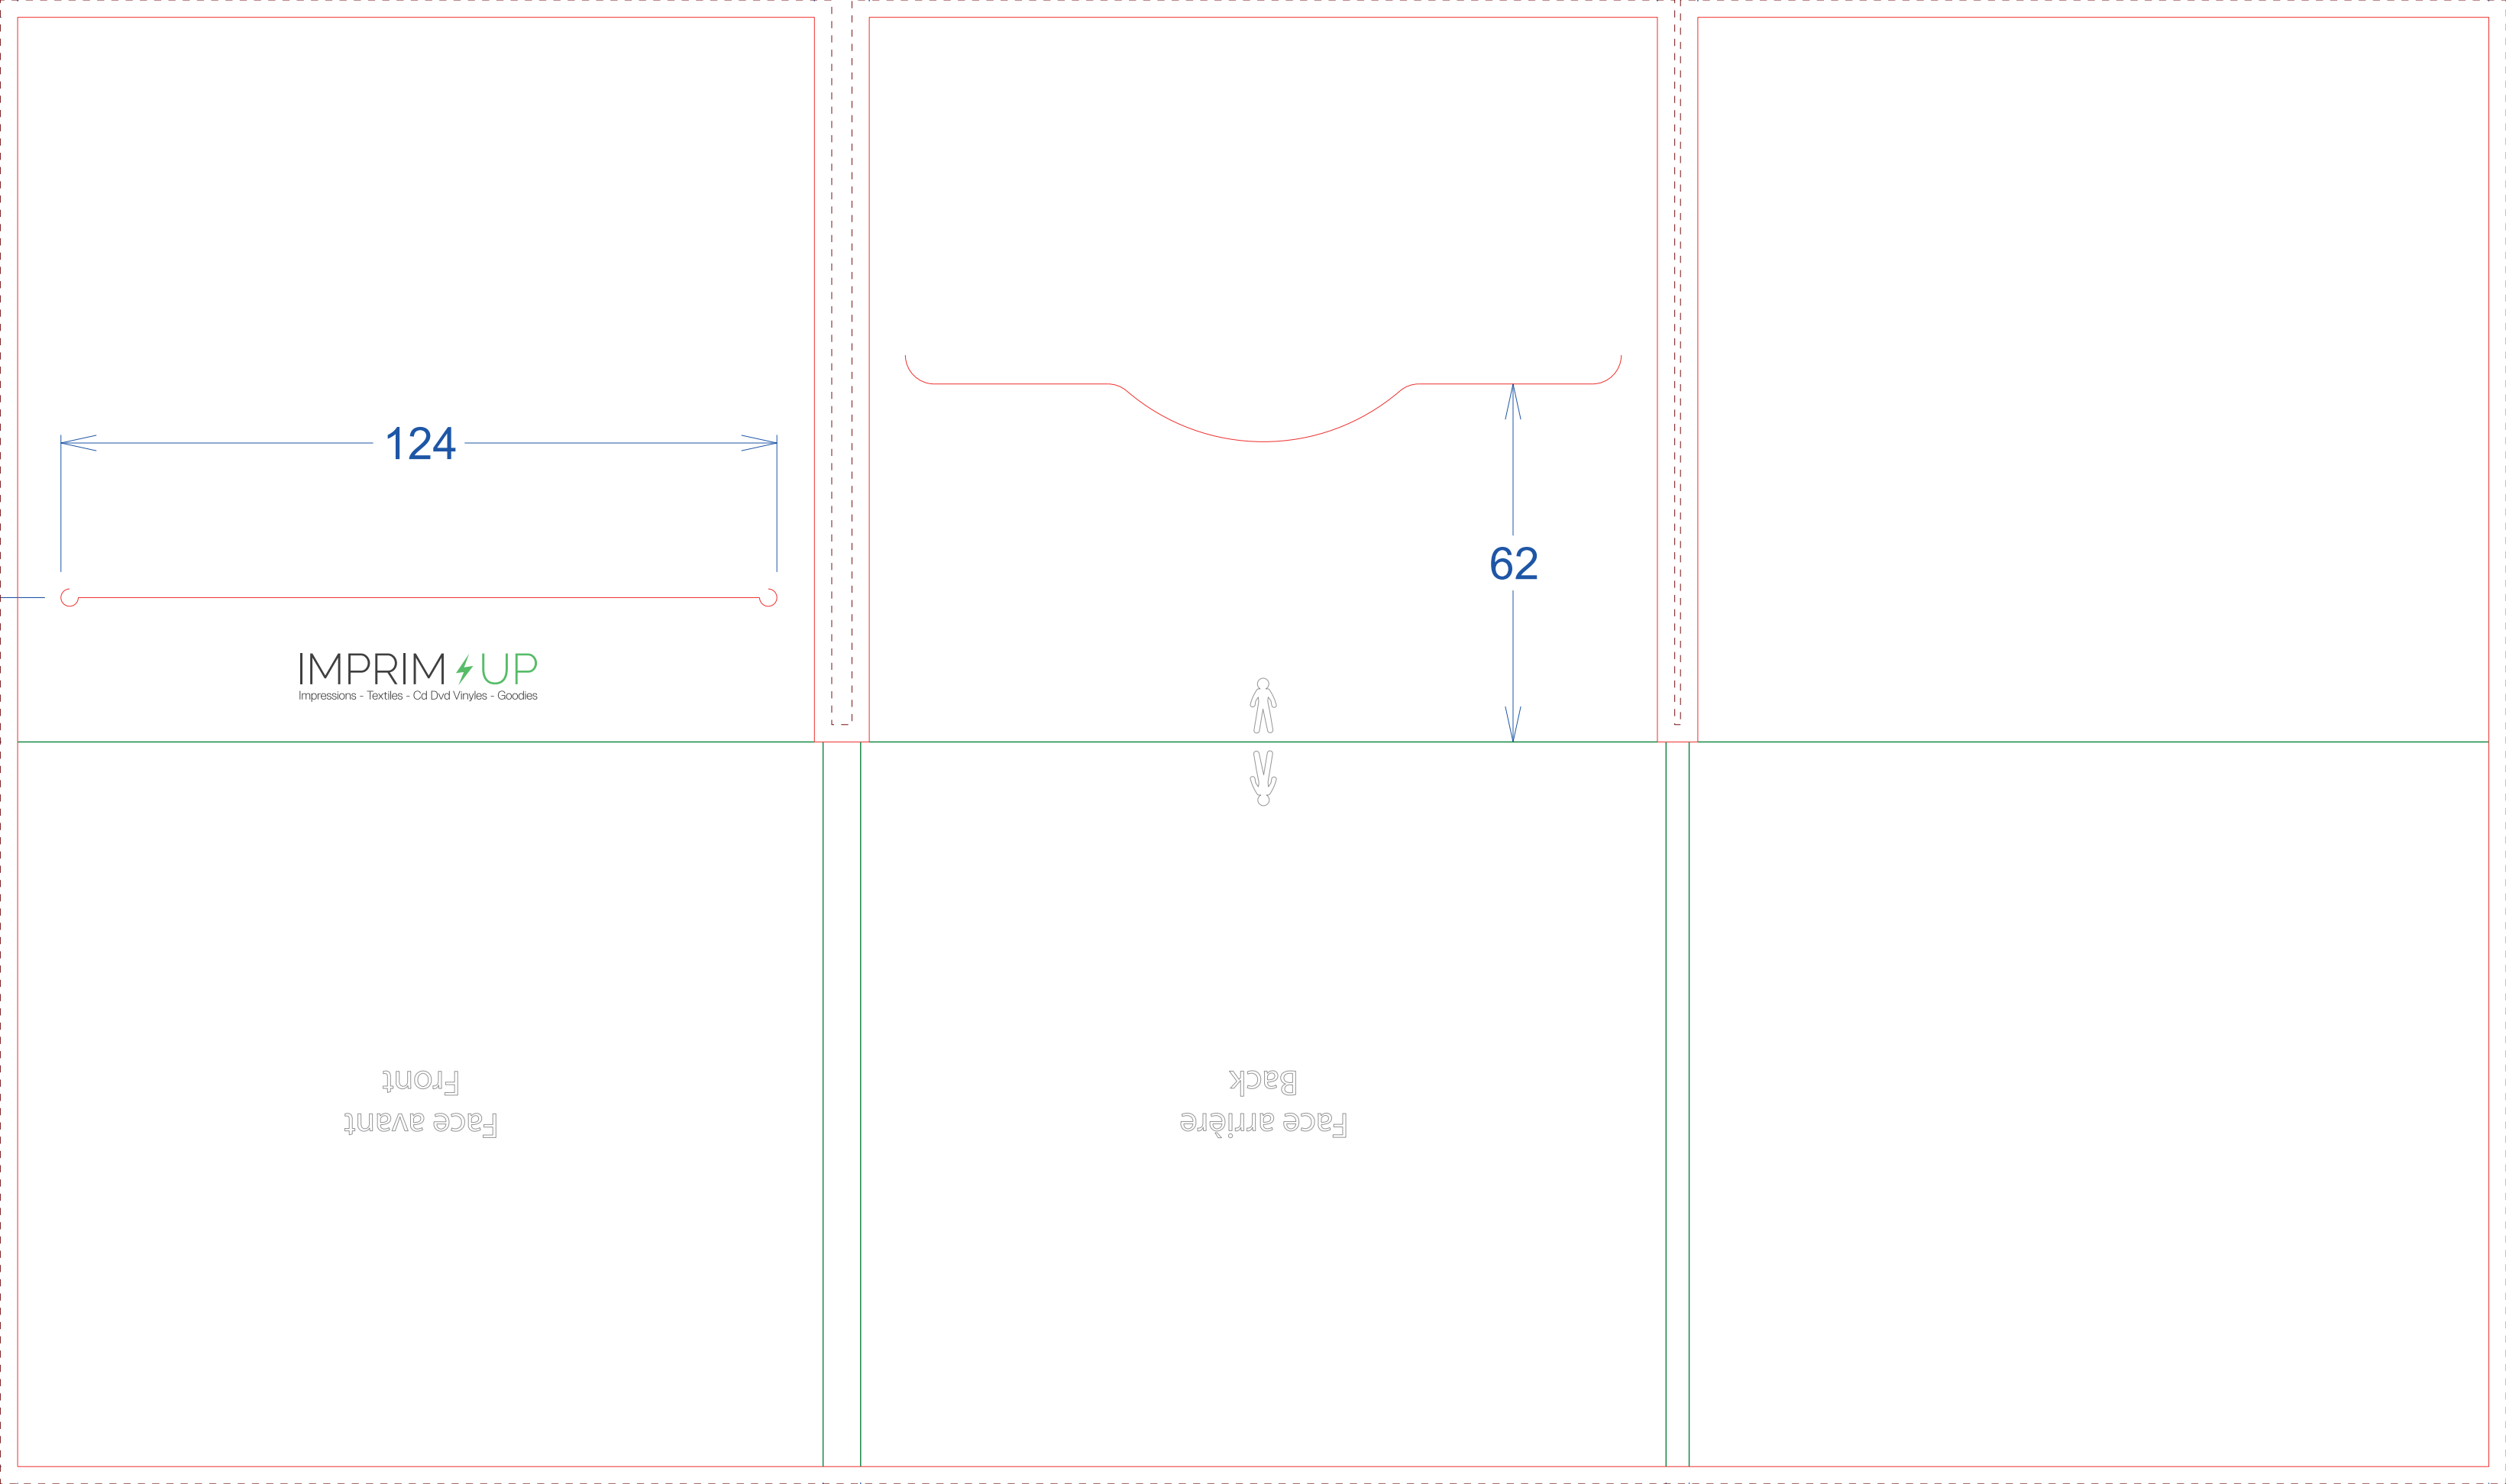 124
62
IMPRIM UP
Impressions - Textiles - Cd Dvd Vinyles - Goodies
Face avant
Front
Face arrière
Back